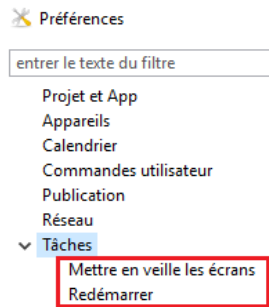 Préférences
entrer le texte du filtre
Projet et App
Appareils
Calendrier
Commandes utilisateur
Publication
Réseau
Tâches
Mettre en veille les écrans
Redémarrer